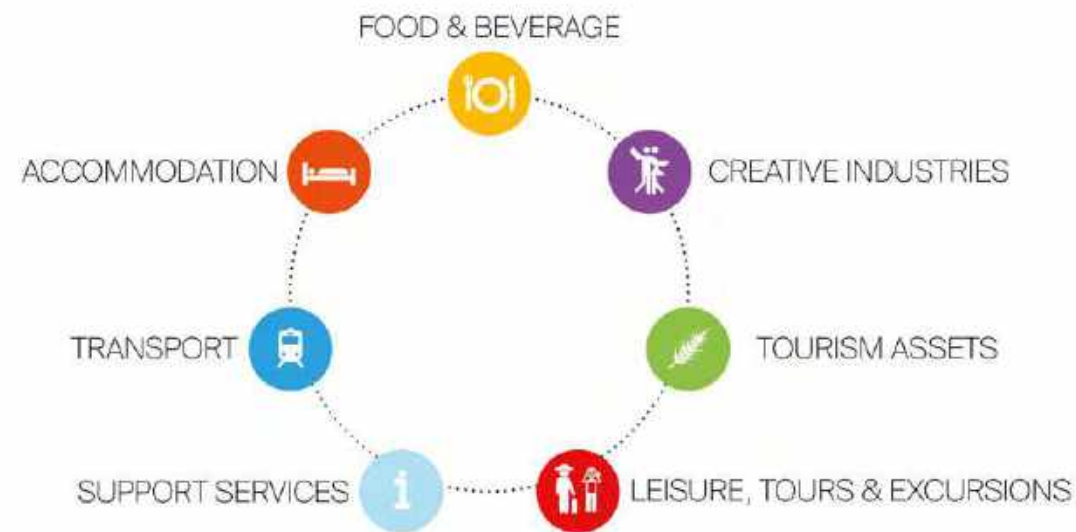 FOOD & BEVERAGE
ACCOMMODATION
CREATIVE INDUSTRIES
TRANSPORT
TOURISM ASSETS
SUPPORT SERVICES
i
LEISURE, TOURS & EXCURSIONS